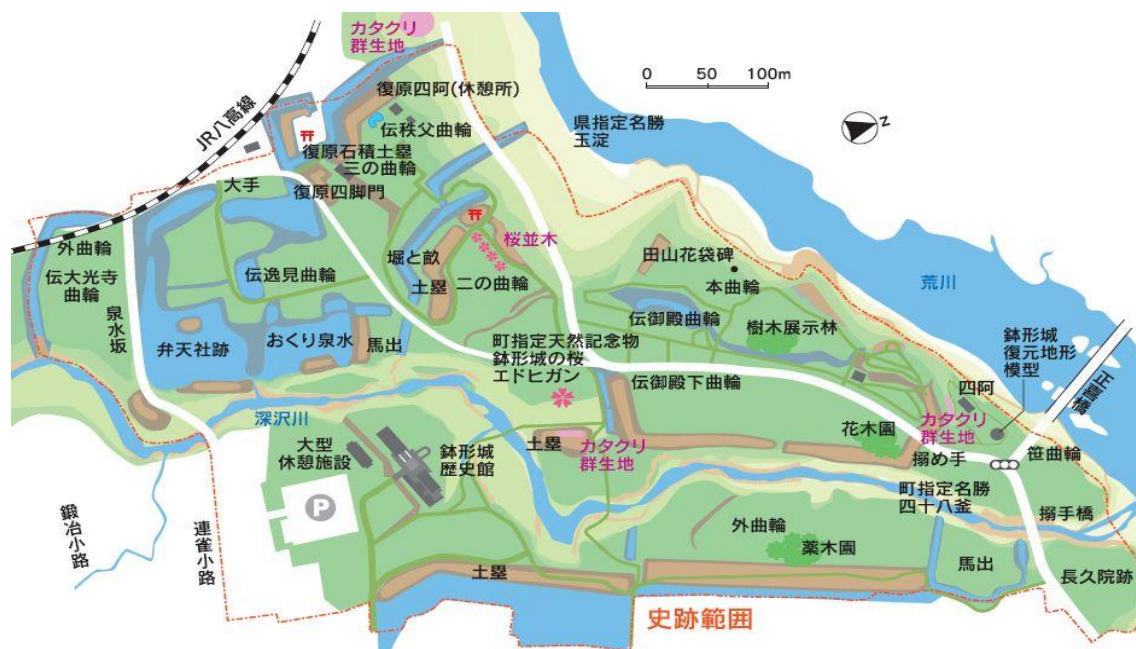 カタクリ
群生地
JR八高線
復原四阿(休憩所)
伝秩父曲輪
復原石積土塁
三の曲輪
復原四脚門
大手
0 50 100m
N
県指定名勝
玉淀
荒川
外曲輪
伝大光寺
曲輪
泉水坂
伝逸見曲輪
弁天社跡
おくり泉水
馬出
堀と畝
土塁
二の曲輪
桜並木
田山花袋碑
本曲輪
伝御殿曲輪
樹木展示林
町指定天然記念物
鉢形城の桜
エドヒガン
伝御殿下曲輪
鉢形城
復元地形
模型
正喜橋
四阿
カタクリ
群生地
花木園
搦め手
笹曲輪
深沢川
大型
休憩施設
鉢形城
歴史館
土塁
カタクリ
群生地
町指定名勝
四十八釜
搦手橋
P
外曲輪
薬木園
馬出
長久院跡
鍛冶小路
連雀小路
土塁
史跡範囲